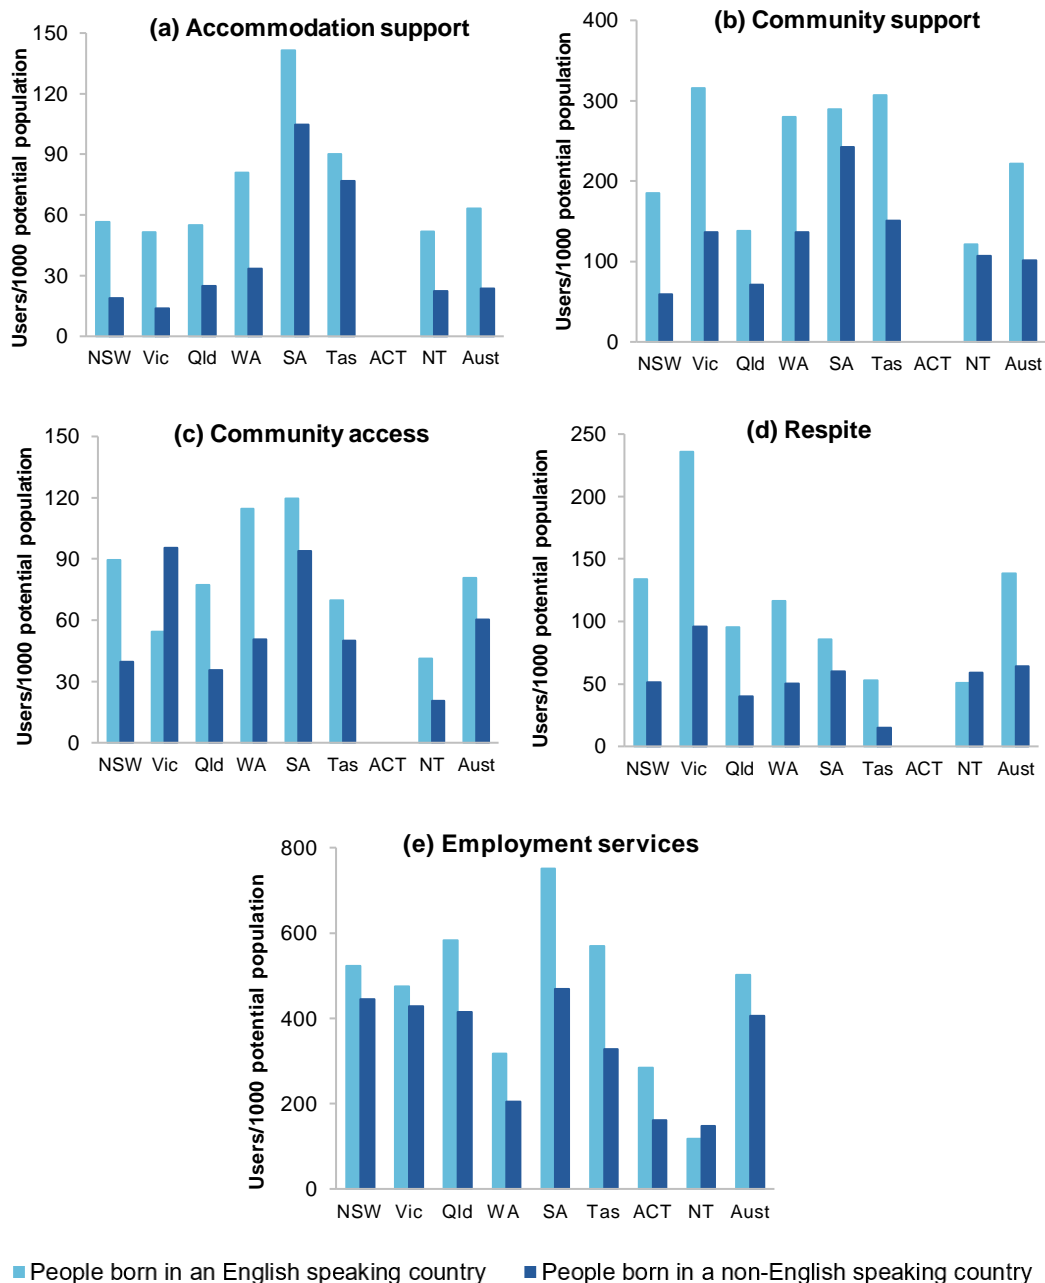 (a) Accommodation support
Users/1000 potential population
150
120
90
60
30
0
NSW Vic Qld WA SA Tas ACT NT Aust
(b) Community support
Users/1000 potential population
400
300
200
100
0
NSW Vic Qld WA SA Tas ACT NT Aust
(c) Community access
Users/1000 potential population
150
120
90
60
30
0
NSW Vic Qld WA SA Tas ACT NT Aust
(d) Respite
Users/1000 potential population
250
200
150
100
50
0
NSW Vic Qld WA SA Tas ACT NT Aust
(e) Employment services
Users/1000 potential population
800
600
400
200
0
NSW Vic Qld WA SA Tas ACT NT Aust
People born in an English speaking country
People born in a non-English speaking country